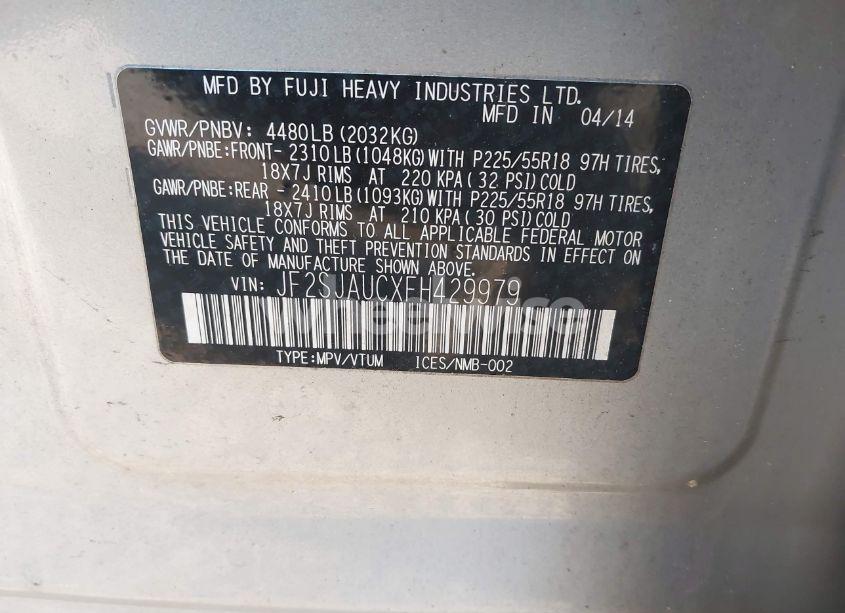 MFD BY FUJI HEAVY INDUSTRIES LTD.
MFD IN 04/14
GVWR/PNBV: 4480LB (2032KG)
GAWR/PNBE:FRONT- 2310LB (1048KG) WITH P225/55R18 97H TIRES,
18X7J RIMS AT 220 KPA (32 PSI) COLD
GAWR/PNBE:REAR - 2410LB (1093KG) WITH P225/55R18 97H TIRES,
18X7J RIMS AT 210 KPA (30 PSI) COLD
THIS VEHICLE CONFORMS TO ALL APPLICABLE FEDERAL MOTOR
VEHICLE SAFETY AND THEFT PREVENTION STANDARDS IN EFFECT ON
THE DATE OF MANUFACTURE SHOWN ABOVE.
VIN: JF2SJAUCXFH429979
wheelwise
TYPE:MPV/VTUM ICES/NMB-002